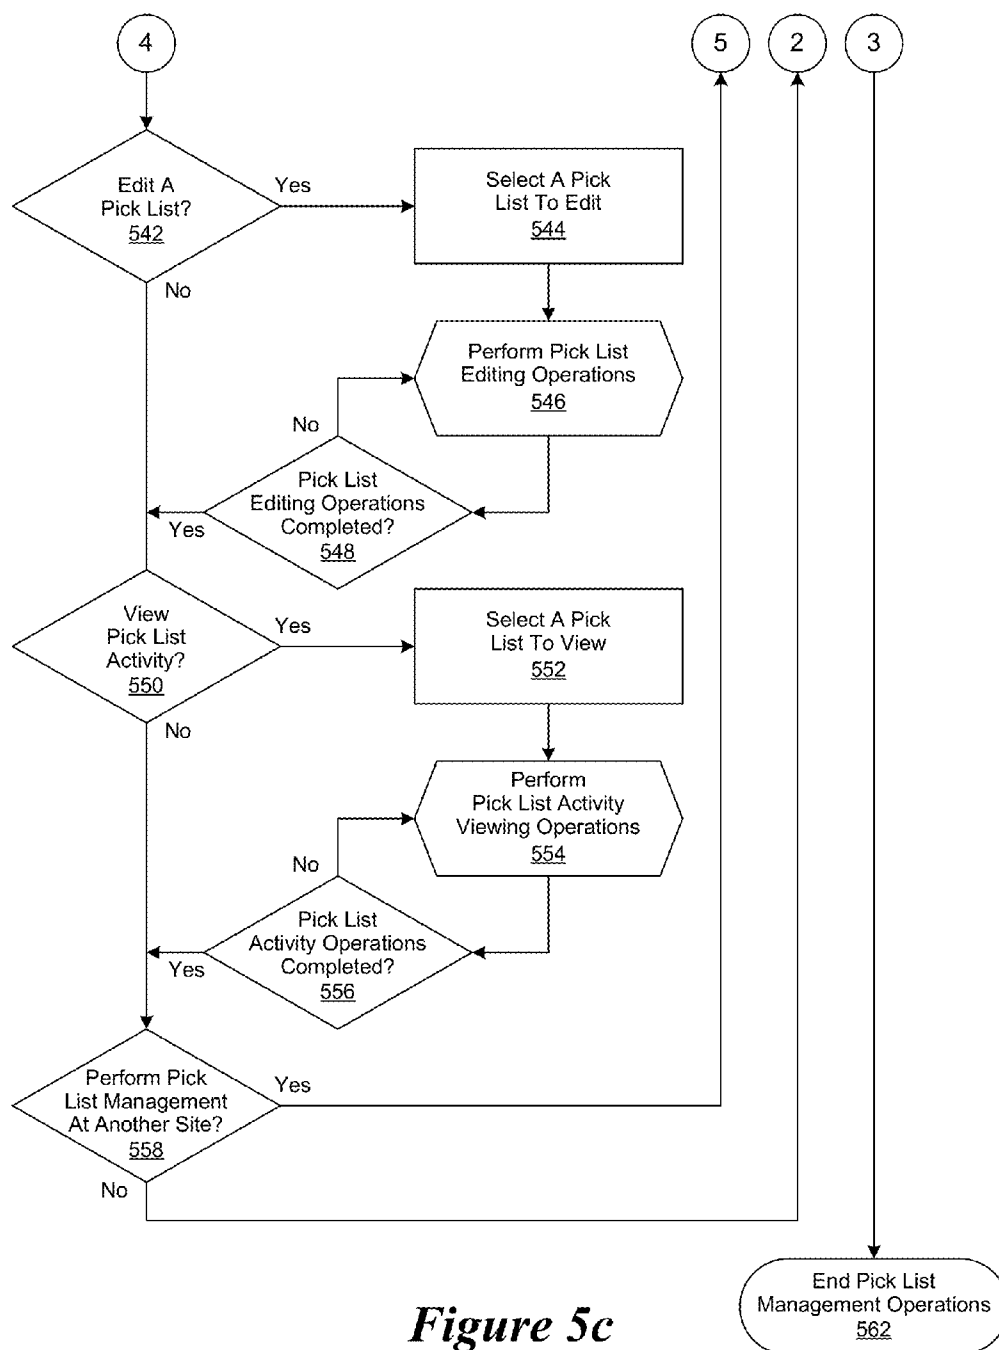 4
5
2
3
Edit A
Pick List?
542
Yes
No
Select A Pick
List To Edit
544
Perform Pick List
Editing Operations
546
No
Pick List
Editing Operations
Completed?
548
Yes
View
Pick List
Activity?
550
Yes
No
Select A Pick
List To View
552
Perform
Pick List Activity
Viewing Operations
554
No
Pick List
Activity Operations
Completed?
556
Yes
Perform Pick
List Management
At Another Site?
558
Yes
No
End Pick List
Management Operations
562
Figure 5c